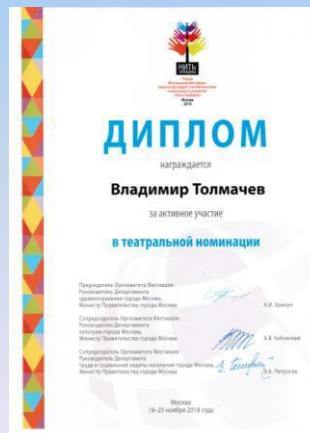 НИТЬ
АРИАДНЫ
Москва
2018
ДИПЛОМ
награждается
Владимир Толмачев
за активное участие
в театральной номинации
Председатель Оргкомитета Фестиваля
Руководитель Департамента
здравоохранения города Москвы,
Министр Правительства города Москвы
А.И. Хрипун
Сопредседатель Оргкомитета Фестиваля
Руководитель Департамента
культуры города Москвы,
Министр Правительства города Москвы
А.В. Кибовский
Сопредседатель Оргкомитета Фестиваля
Руководитель Департамента
труда и социальной защиты населения города Москвы,
Министр Правительства города Москвы
В.А. Петросян
Москва
18–25 ноября 2018 года